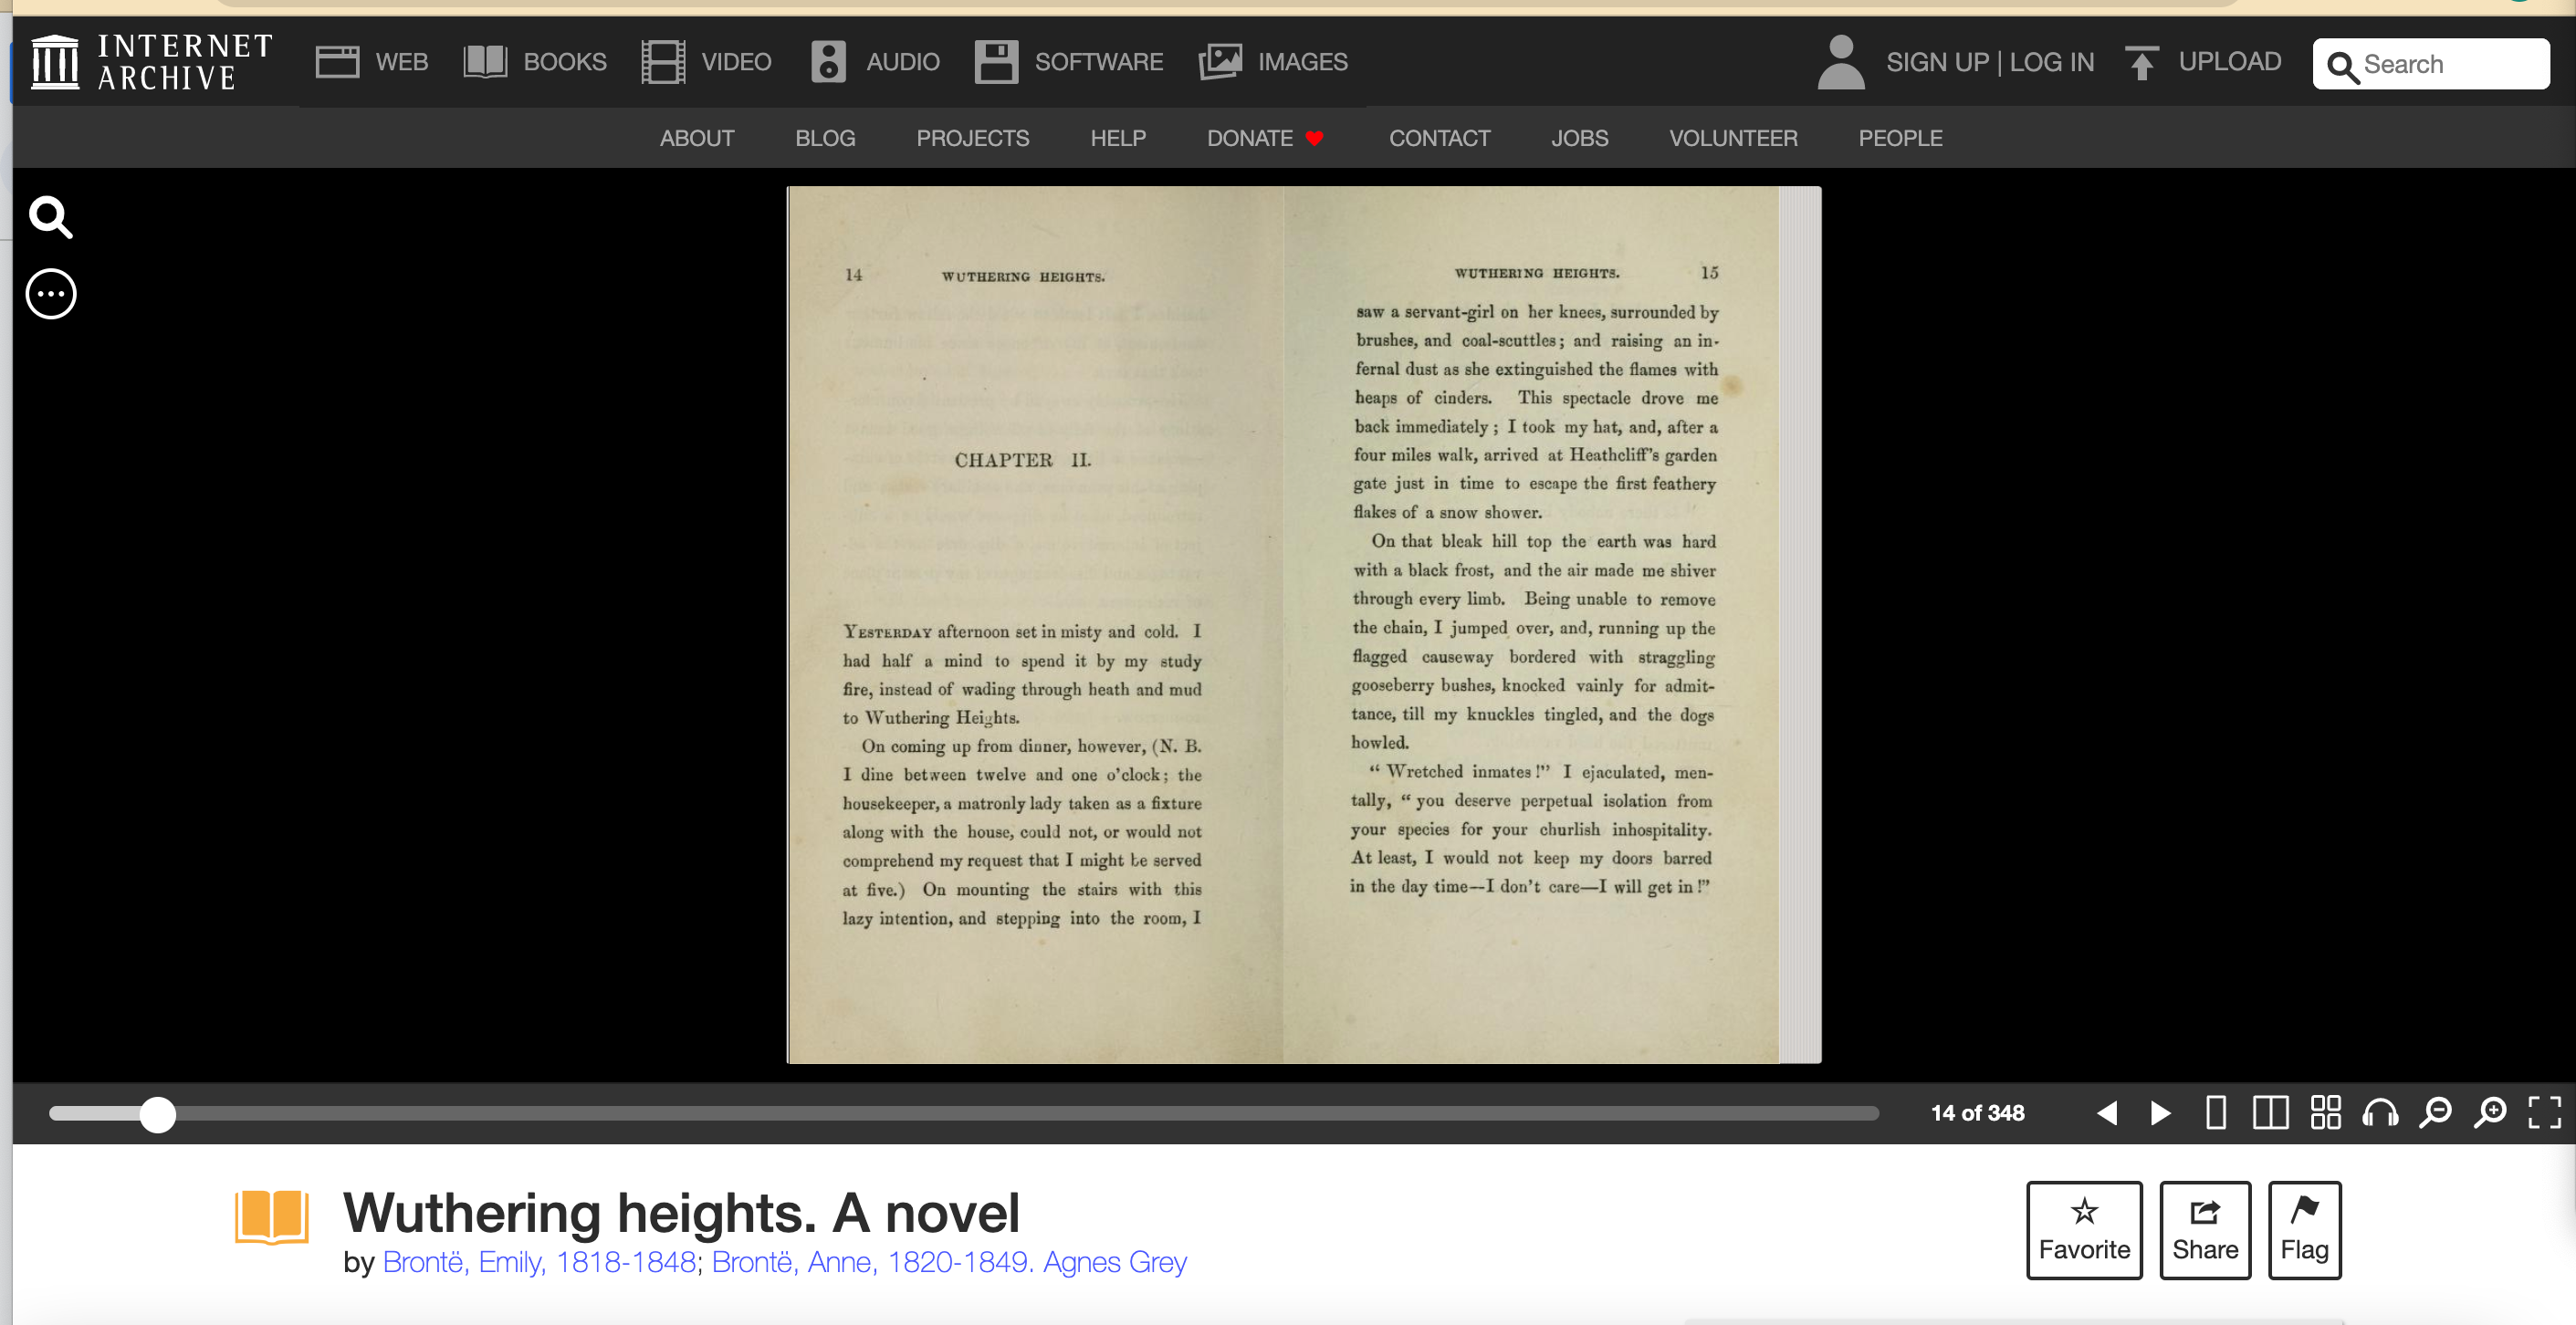 INTERNET
ARCHIVE
WEB
BOOKS
VIDEO
AUDIO
SOFTWARE
IMAGES
SIGN UP | LOG IN
UPLOAD
Search
ABOUT
BLOG
PROJECTS
HELP
DONATE
CONTACT
JOBS
VOLUNTEER
PEOPLE
14 WUTHERING HEIGHTS.
CHAPTER II.
YESTERDAY afternoon set in misty and cold. I
had half a mind to spend it by my study
fire, instead of wading through heath and mud
to Wuthering Heights.
On coming up from dinner, however, (N. B.
I dine between twelve and one o'clock; the
housekeeper, a matronly lady taken as a fixture
along with the house, could not, or would not
comprehend my request that I might be served
at five.) On mounting the stairs with this
lazy intention, and stepping into the room, I
WUTHERING HEIGHTS. 15
saw a servant-girl on her knees, surrounded by
brushes, and coal-scuttles; and raising an in-
fernal dust as she extinguished the flames with
heaps of cinders. This spectacle drove me
back immediately; I took my hat, and, after a
four miles walk, arrived at Heathcliff's garden
gate just in time to escape the first feathery
flakes of a snow shower.
On that bleak hill top the earth was hard
with a black frost, and the air made me shiver
through every limb. Being unable to remove
the chain, I jumped over, and, running up the
flagged causeway bordered with straggling
gooseberry bushes, knocked vainly for admit-
tance, till my knuckles tingled, and the dogs
howled.
"Wretched inmates!" I ejaculated, men-
tally, "you deserve perpetual isolation from
your species for your churlish inhospitality.
At least, I would not keep my doors barred
in the day time--I don't care—I will get in!"
14 of 348
Wuthering heights. A novel
by Brontë, Emily, 1818-1848; Brontë, Anne, 1820-1849. Agnes Grey
Favorite
Share
Flag